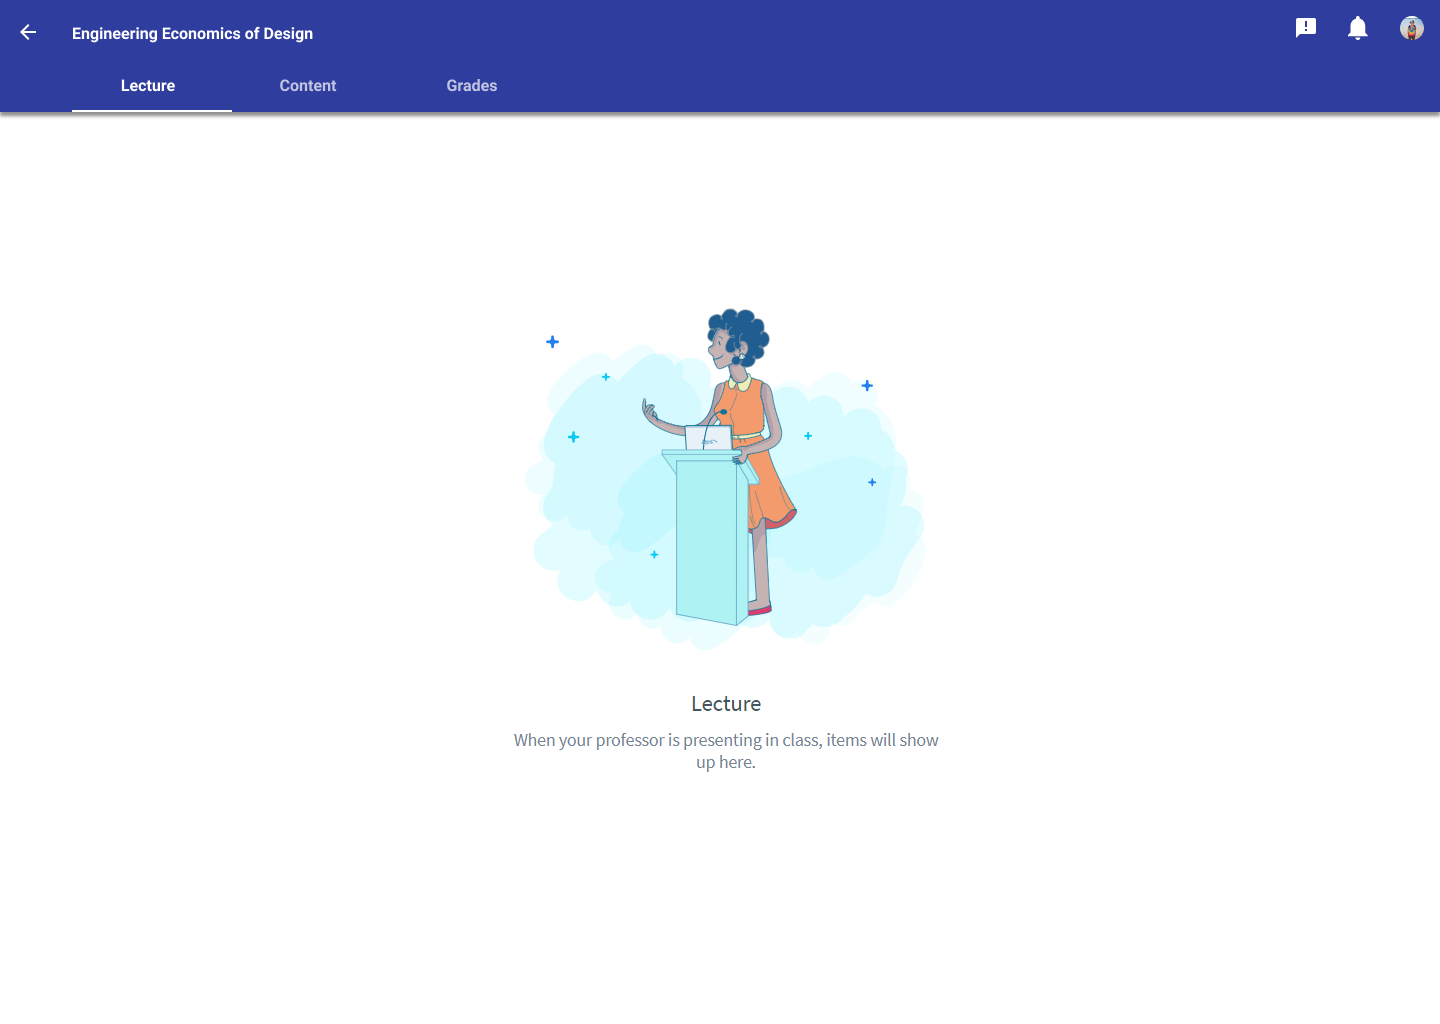 Engineering Economics of Design
Lecture
Content
Grades
Lecture
When your professor is presenting in class, items will show
up here.